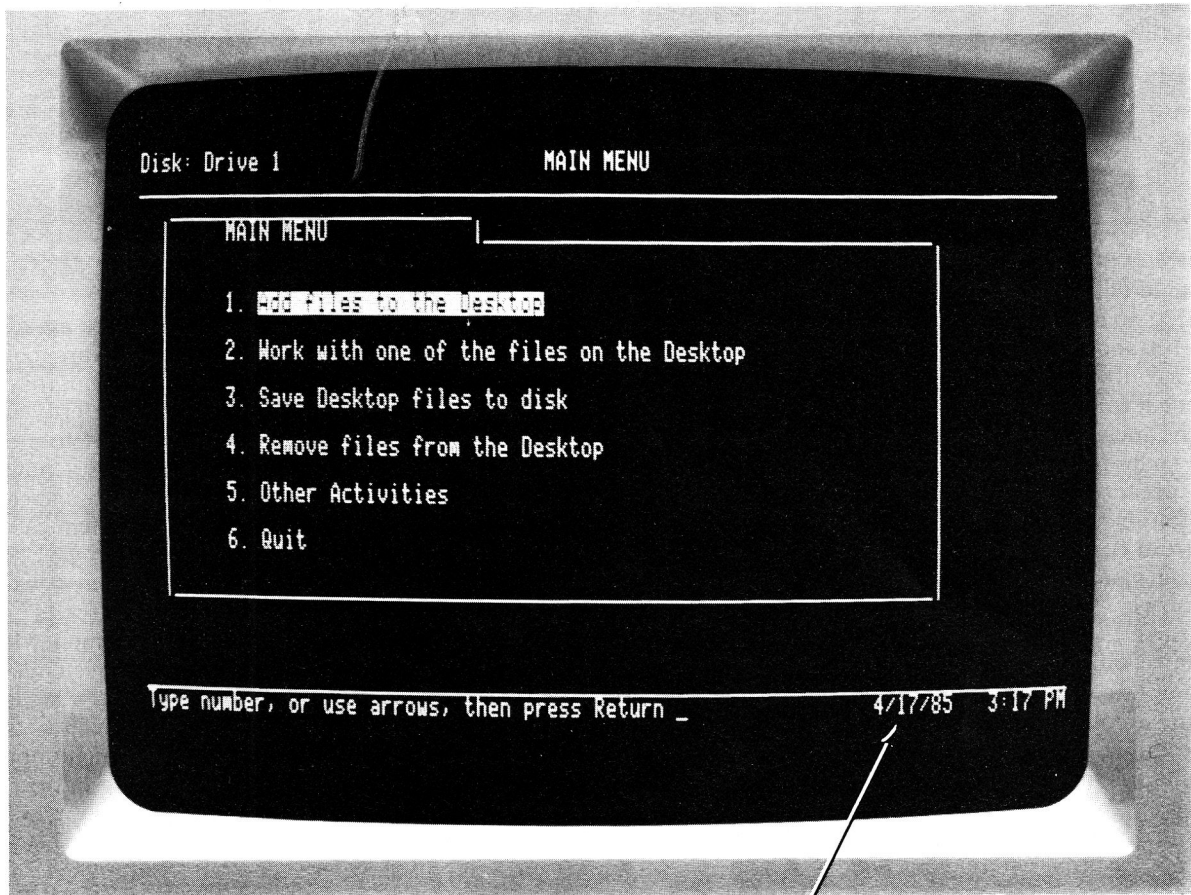 Disk: Drive 1 MAIN MENU
MAIN MENU
1. Add files to the Desktop
2. Work with one of the files on the Desktop
3. Save Desktop files to disk
4. Remove files from the Desktop
5. Other Activities
6. Quit
Type number, or use arrows, then press Return _ 4/17/85 3:17 PM